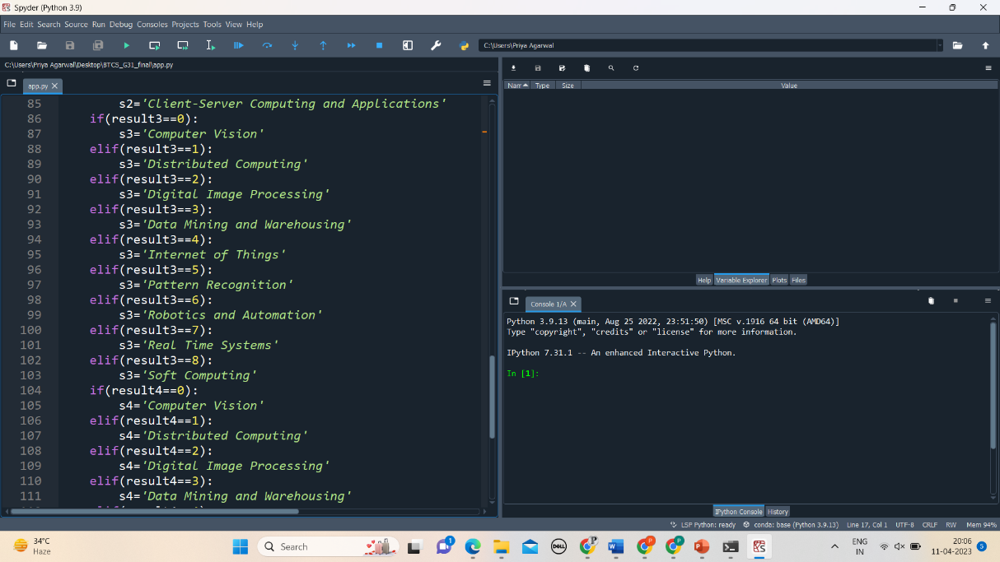 Spyder (Python 3.9)
File Edit Search Source Run Debug Consoles Projects Tools View Help
C:\Users\Priya Agarwal
C:\Users\Priya Agarwal\Desktop\BTCS_G31_final\app.py
app.py
85 s2='Client-Server Computing and Applications'
86 if(result3==0):
87 s3='Computer Vision'
88 elif(result3==1):
89 s3='Distributed Computing'
90 elif(result3==2):
91 s3='Digital Image Processing'
92 elif(result3==3):
93 s3='Data Mining and Warehousing'
94 elif(result3==4):
95 s3='Internet of Things'
96 elif(result3==5):
97 s3='Pattern Recognition'
98 elif(result3==6):
99 s3='Robotics and Automation'
100 elif(result3==7):
101 s3='Real Time Systems'
102 elif(result3==8):
103 s3='Soft Computing'
104 if(result4==0):
105 s4='Computer Vision'
106 elif(result4==1):
107 s4='Distributed Computing'
108 elif(result4==2):
109 s4='Digital Image Processing'
110 elif(result4==3):
111 s4='Data Mining and Warehousing'
Nam Type Size Value
Help Variable Explorer Plots Files
Console 1/A
Python 3.9.13 (main, Aug 25 2022, 23:51:50) [MSC v.1916 64 bit (AMD64)]
Type "copyright", "credits" or "license" for more information.
IPython 7.31.1 -- An enhanced Interactive Python.
In [1]:
IPython Console History
LSP Python: ready conda: base (Python 3.9.13) Line 17, Col 1 UTF-8 CRLF RW Mem 94%
34°C
Haze
Search
1
DELL
P
P
P
ENG
IN
20:06
11-04-2023
5